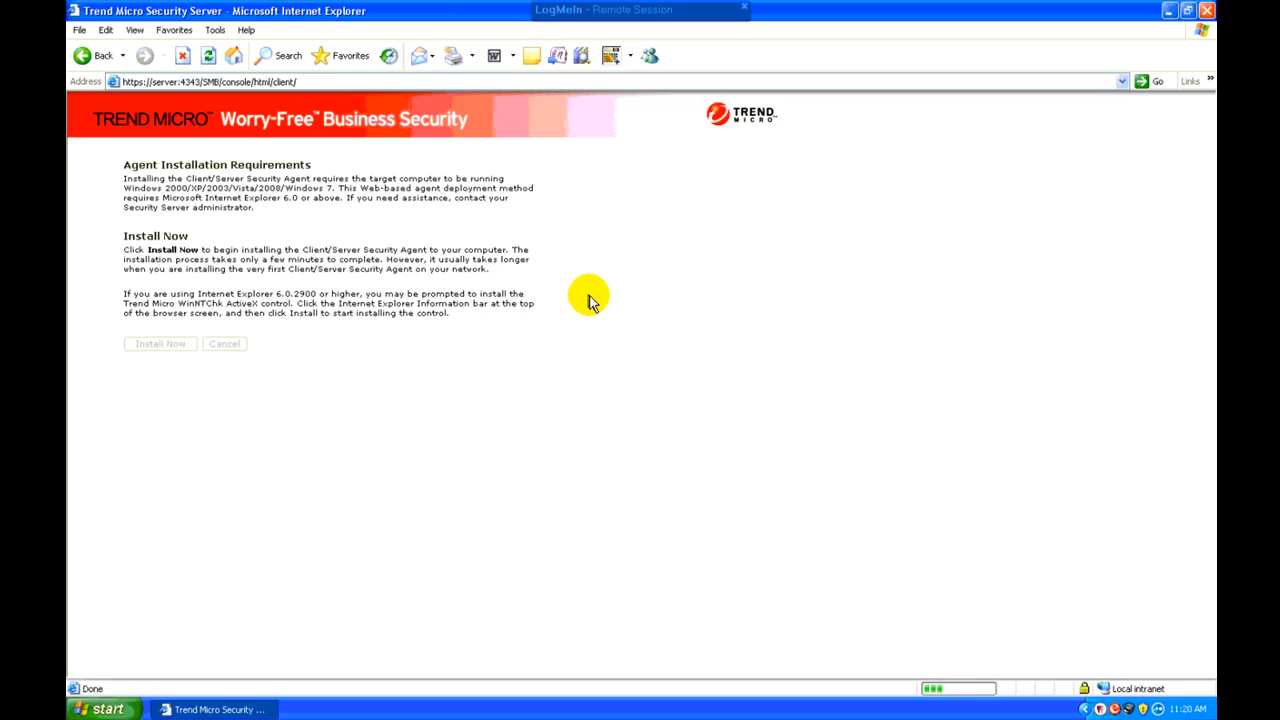 Trend Micro Security Server - Microsoft Internet Explorer
LogMeIn - Remote Session
File Edit View Favorites Tools Help
Back Search Favorites
Address https://server:4343/SMB/console/html/client/ Go Links »
TREND MICRO™ Worry-Free™ Business Security
TREND MICRO™
Agent Installation Requirements
Installing the Client/Server Security Agent requires the target computer to be running
Windows 2000/XP/2003/Vista/2008/Windows 7. This Web-based agent deployment method
requires Microsoft Internet Explorer 6.0 or above. If you need assistance, contact your
Security Server administrator.
Install Now
Click Install Now to begin installing the Client/Server Security Agent to your computer. The
installation process takes only a few minutes to complete. However, it usually takes longer
when you are installing the very first Client/Server Security Agent on your network.
If you are using Internet Explorer 6.0.2900 or higher, you may be prompted to install the
Trend Micro WinNTChk ActiveX control. Click the Internet Explorer Information bar at the top
of the browser screen, and then click Install to start installing the control.
Install Now Cancel
Done Local intranet
start Trend Micro Security ... 11:20 AM